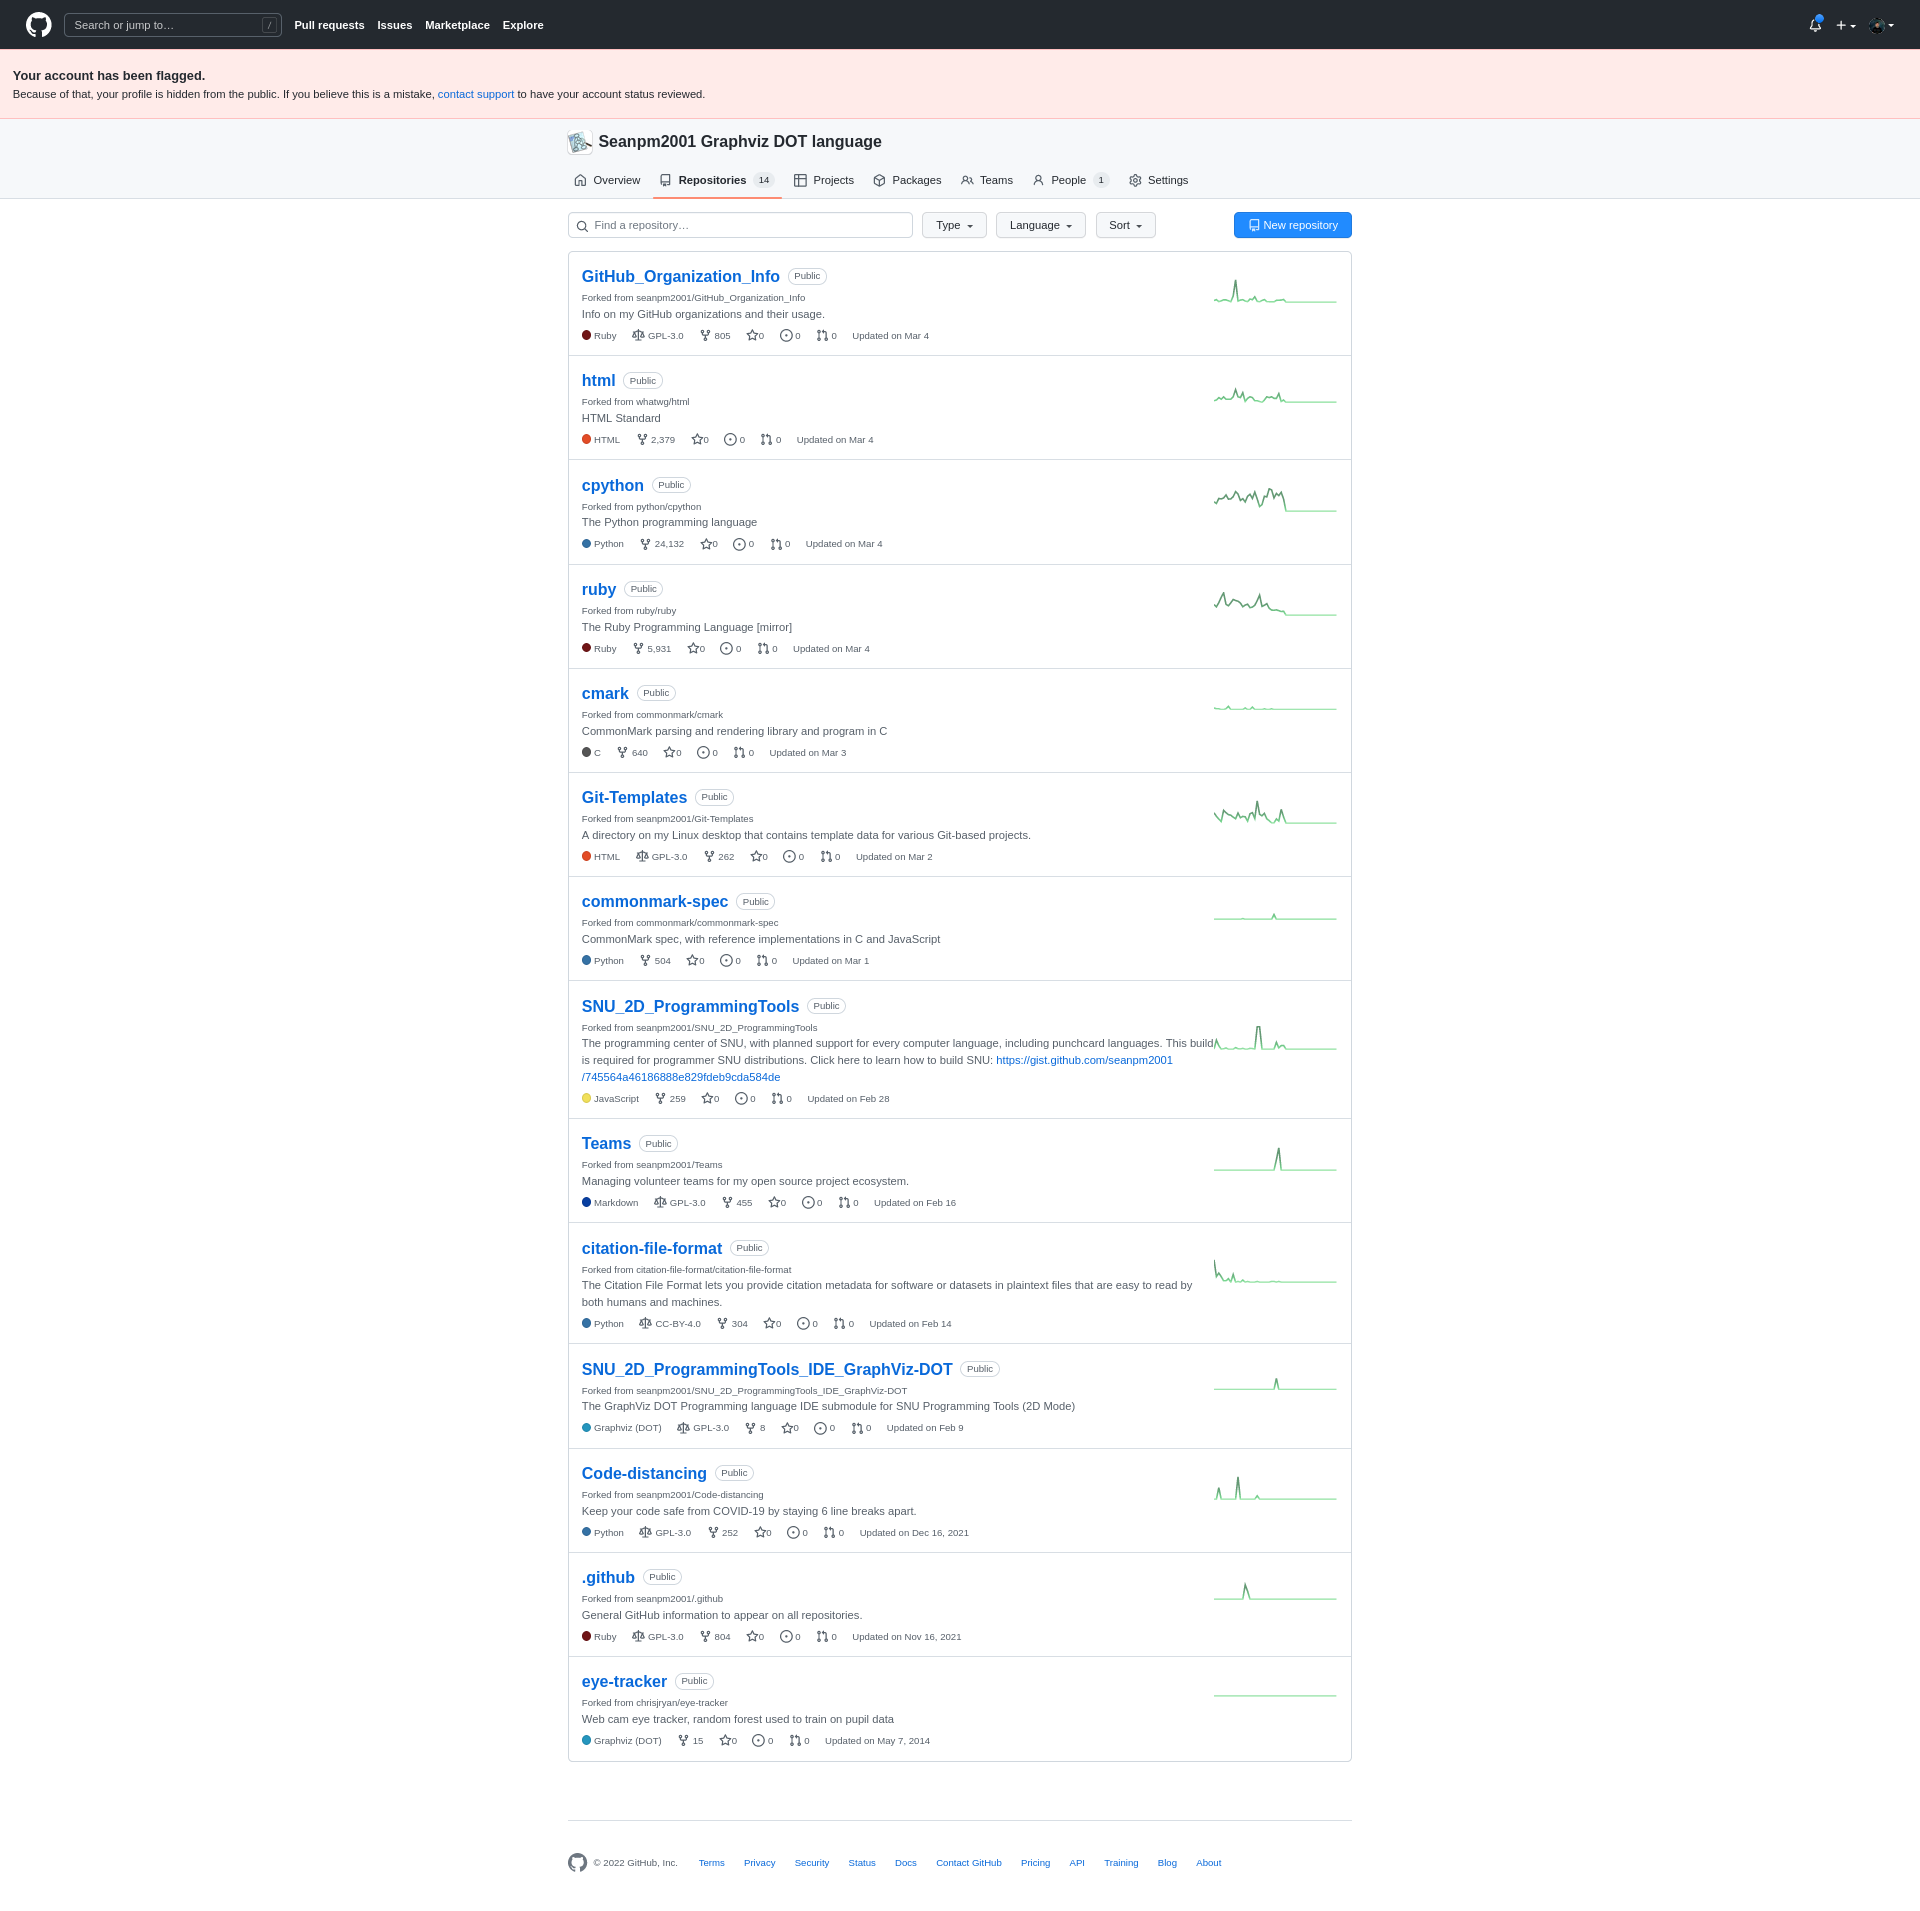 Search or jump to… /
Pull requests Issues Marketplace Explore
Your account has been flagged.
Because of that, your profile is hidden from the public. If you believe this is a mistake, contact support to have your account status reviewed.
Seanpm2001 Graphviz DOT language
Overview Repositories 14 Projects Packages Teams People 1 Settings
Find a repository… Type Language Sort New repository
GitHub_Organization_Info Public
Forked from seanpm2001/GitHub_Organization_Info
Info on my GitHub organizations and their usage.
Ruby GPL-3.0 805 0 0 0 Updated on Mar 4
html Public
Forked from whatwg/html
HTML Standard
HTML 2,379 0 0 0 Updated on Mar 4
cpython Public
Forked from python/cpython
The Python programming language
Python 24,132 0 0 0 Updated on Mar 4
ruby Public
Forked from ruby/ruby
The Ruby Programming Language [mirror]
Ruby 5,931 0 0 0 Updated on Mar 4
cmark Public
Forked from commonmark/cmark
CommonMark parsing and rendering library and program in C
C 640 0 0 0 Updated on Mar 3
Git-Templates Public
Forked from seanpm2001/Git-Templates
A directory on my Linux desktop that contains template data for various Git-based projects.
HTML GPL-3.0 262 0 0 0 Updated on Mar 2
commonmark-spec Public
Forked from commonmark/commonmark-spec
CommonMark spec, with reference implementations in C and JavaScript
Python 504 0 0 0 Updated on Mar 1
SNU_2D_ProgrammingTools Public
Forked from seanpm2001/SNU_2D_ProgrammingTools
The programming center of SNU, with planned support for every computer language, including punchcard languages. This build
is required for programmer SNU distributions. Click here to learn how to build SNU: https://gist.github.com/seanpm2001
/745564a46186888e829fdeb9cda584de
JavaScript 259 0 0 0 Updated on Feb 28
Teams Public
Forked from seanpm2001/Teams
Managing volunteer teams for my open source project ecosystem.
Markdown GPL-3.0 455 0 0 0 Updated on Feb 16
citation-file-format Public
Forked from citation-file-format/citation-file-format
The Citation File Format lets you provide citation metadata for software or datasets in plaintext files that are easy to read by
both humans and machines.
Python CC-BY-4.0 304 0 0 0 Updated on Feb 14
SNU_2D_ProgrammingTools_IDE_GraphViz-DOT Public
Forked from seanpm2001/SNU_2D_ProgrammingTools_IDE_GraphViz-DOT
The GraphViz DOT Programming language IDE submodule for SNU Programming Tools (2D Mode)
Graphviz (DOT) GPL-3.0 8 0 0 0 Updated on Feb 9
Code-distancing Public
Forked from seanpm2001/Code-distancing
Keep your code safe from COVID-19 by staying 6 line breaks apart.
Python GPL-3.0 252 0 0 0 Updated on Dec 16, 2021
.github Public
Forked from seanpm2001/.github
General GitHub information to appear on all repositories.
Ruby GPL-3.0 804 0 0 0 Updated on Nov 16, 2021
eye-tracker Public
Forked from chrisjryan/eye-tracker
Web cam eye tracker, random forest used to train on pupil data
Graphviz (DOT) 15 0 0 0 Updated on May 7, 2014
© 2022 GitHub, Inc. Terms Privacy Security Status Docs Contact GitHub Pricing API Training Blog About